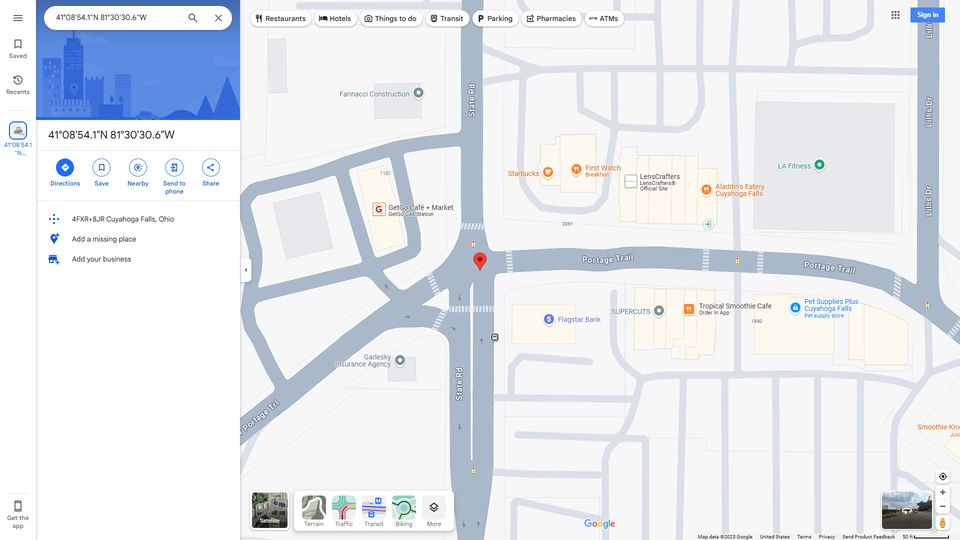 41°08'54.1"N 81°30'30.6"W
Restaurants
Hotels
Things to do
Transit
Parking
Pharmacies
ATMs
Sign in
Saved
Recents
41°08'54.1
"N...
41°08'54.1"N 81°30'30.6"W
Directions
Save
Nearby
Send to
phone
Share
4FXR+8JR Cuyahoga Falls, Ohio
Add a missing place
Add your business
Get the
app
Farinacci Construction
State Rd
Lillis Dr
Lillis Dr
Lillis Dr
Starbucks
First Watch
Breakfast
LensCrafters
LensCrafters®
Official Site
Aladdin's Eatery
Cuyahoga Falls
LA Fitness
1101
GetGo Café + Market
GetGo Gas Station
2081
Portage Trail
Portage Trail
Flagstar Bank
SUPERCUTS
Tropical Smoothie Cafe
Order In App
Pet Supplies Plus
Cuyahoga Falls
Pet supply store
1990
Garlesky
Insurance Agency
State Rd
Portage Trl
Smoothie Kin
Juic
Satellite
Terrain
Traffic
Transit
Biking
More
Google
Map data ©2025 Google
United States
Terms
Privacy
Send Product Feedback
50 ft